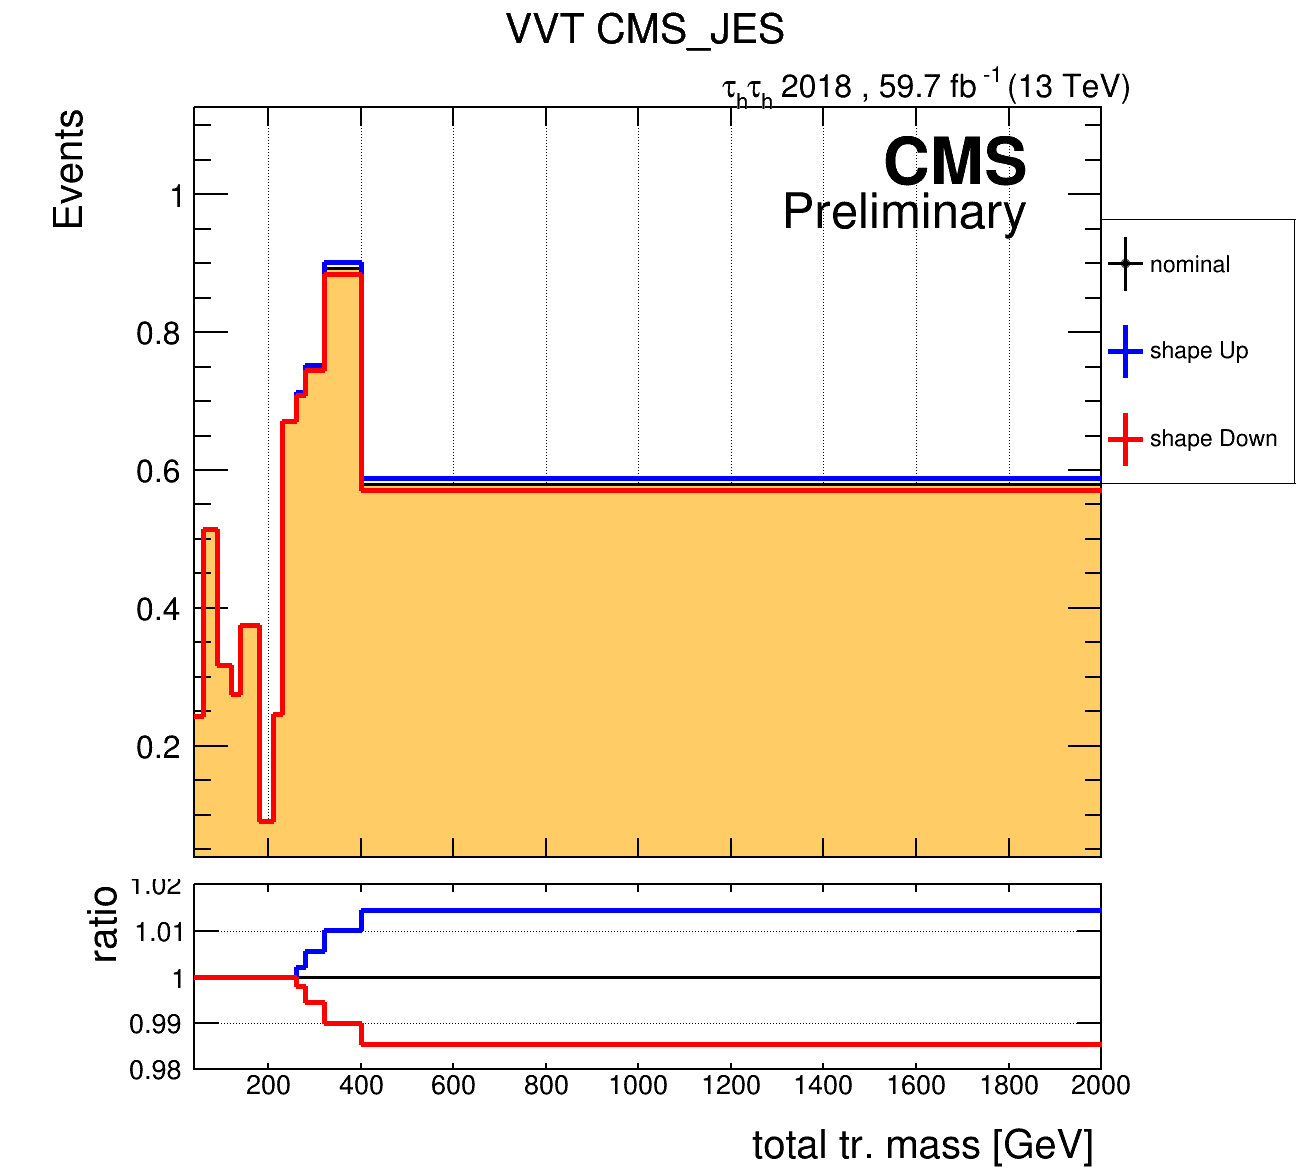 VVT CMS_JES
τhτh 2018 , 59.7 fb-1 (13 TeV)
Events
CMS
Preliminary
1
0.8
0.6
0.4
0.2
nominal
shape Up
shape Down
ratio
1.02
1.01
1
0.99
0.98
200 400 600 800 1000 1200 1400 1600 1800 2000
total tr. mass [GeV]